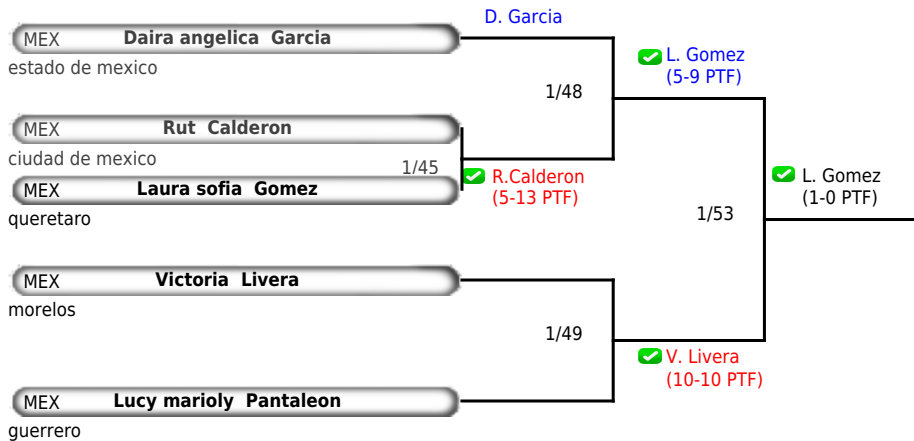 D. Garcia
MEX Daira angelica Garcia
estado de mexico
L. Gomez
(5-9 PTF)
1/48
MEX Rut Calderon
ciudad de mexico
1/45
R.Calderon
(5-13 PTF)
MEX Laura sofia Gomez
queretaro
L. Gomez
(1-0 PTF)
1/53
MEX Victoria Livera
morelos
1/49
V. Livera
(10-10 PTF)
MEX Lucy marioly Pantaleon
guerrero